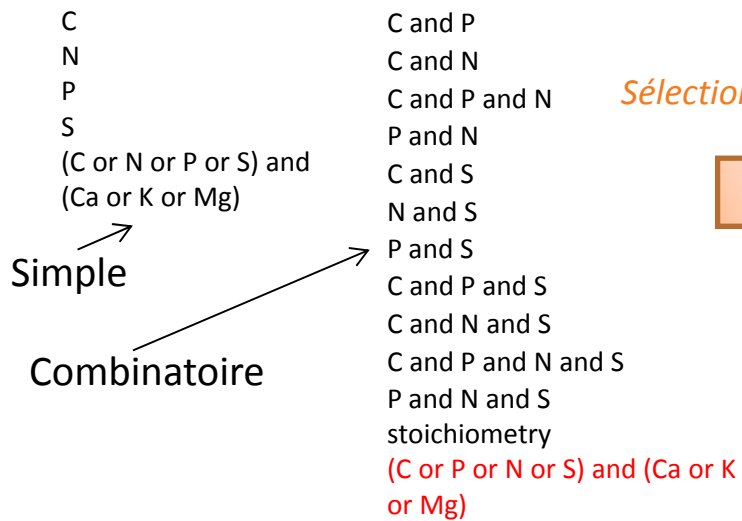 C
N
P
S
(C or N or P or S) and
(Ca or K or Mg)
Simple
Combinatoire
C and P
C and N
C and P and N
P and N
C and S
N and S
P and S
C and P and S
C and N and S
C and P and N and S
P and N and S
stoichiometry
(C or P or N or S) and (Ca or K
or Mg)
Sélection